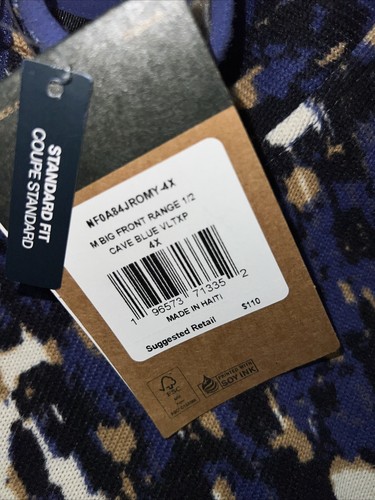 STANDARD FIT
COUPE STANDARD
NF0A84JROMY-4X
M BIG FRONT RANGE 1/2
CAVE BLUE VLTXP
4X
1 96573 71335 2
MADE IN HAITI
Suggested Retail $110
FSC
PRINTED WITH
SOY INK